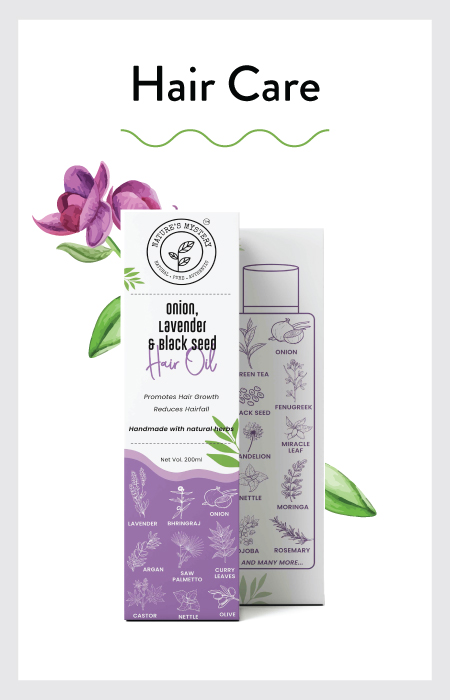 Hair Care
NATURE'S MYSTERY
NATURAL • PURE • AUTHENTIC
TM
Onion,
Lavender
& Black Seed
Hair Oil
Promotes Hair Growth
Reduces Hairfall
Handmade with natural herbs
Net Vol. 200ml
LAVENDER
BHRINGRAJ
ONION
ARGAN
SAW
PALMETTO
CURRY
LEAVES
CASTOR
NETTLE
OLIVE
REEN TEA
ONION
ACK SEED
FENUGREEK
ANDELION
MIRACLE
LEAF
NETTLE
MORINGA
OJOBA
ROSEMARY
AND MANY MORE...